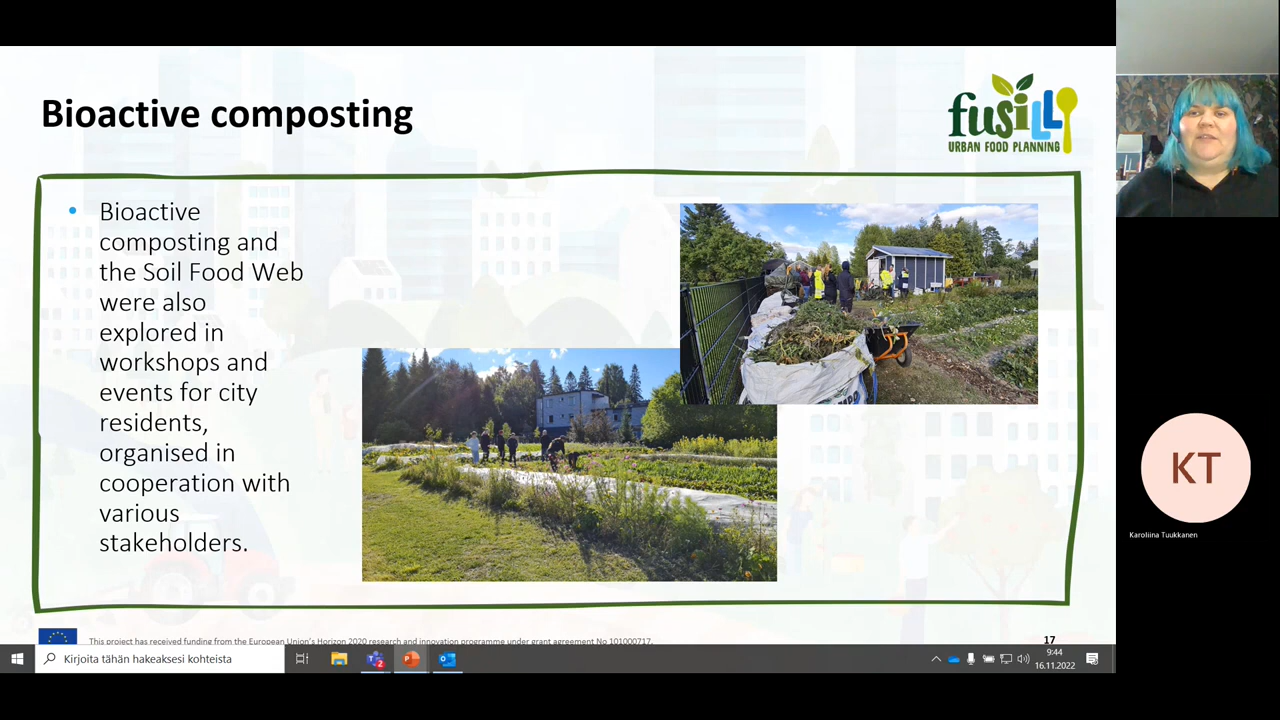 Bioactive composting
fusilli
URBAN FOOD PLANNING
• Bioactive
composting and
the Soil Food Web
were also
explored in
workshops and
events for city
residents,
organised in
cooperation with
various
stakeholders.
KT
Karoliina Tuukkanen
This project has received funding from the European Union's Horizon 2020 research and innovation programme under grant agreement No 101000717.
17
Kirjoita tähän hakeaksesi kohteista
2
9:44
16.11.2022